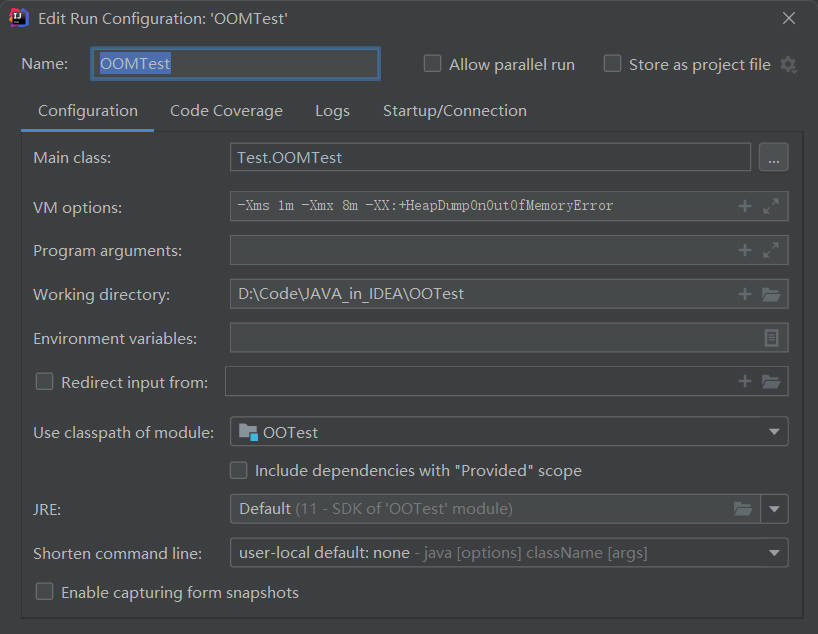 Edit Run Configuration: 'OOMTest'
Name: OOMTest Allow parallel run Store as project file
Configuration Code Coverage Logs Startup/Connection
Main class: Test.OOMTest ...
VM options: -Xms 1m -Xmx 8m -XX:+HeapDumpOnOutOfMemoryError
Program arguments:
Working directory: D:\Code\JAVA_in_IDEA\OOTest
Environment variables:
Redirect input from:
Use classpath of module: OOTest
Include dependencies with "Provided" scope
JRE: Default (11 - SDK of 'OOTest' module)
Shorten command line: user-local default: none - java [options] className [args]
Enable capturing form snapshots